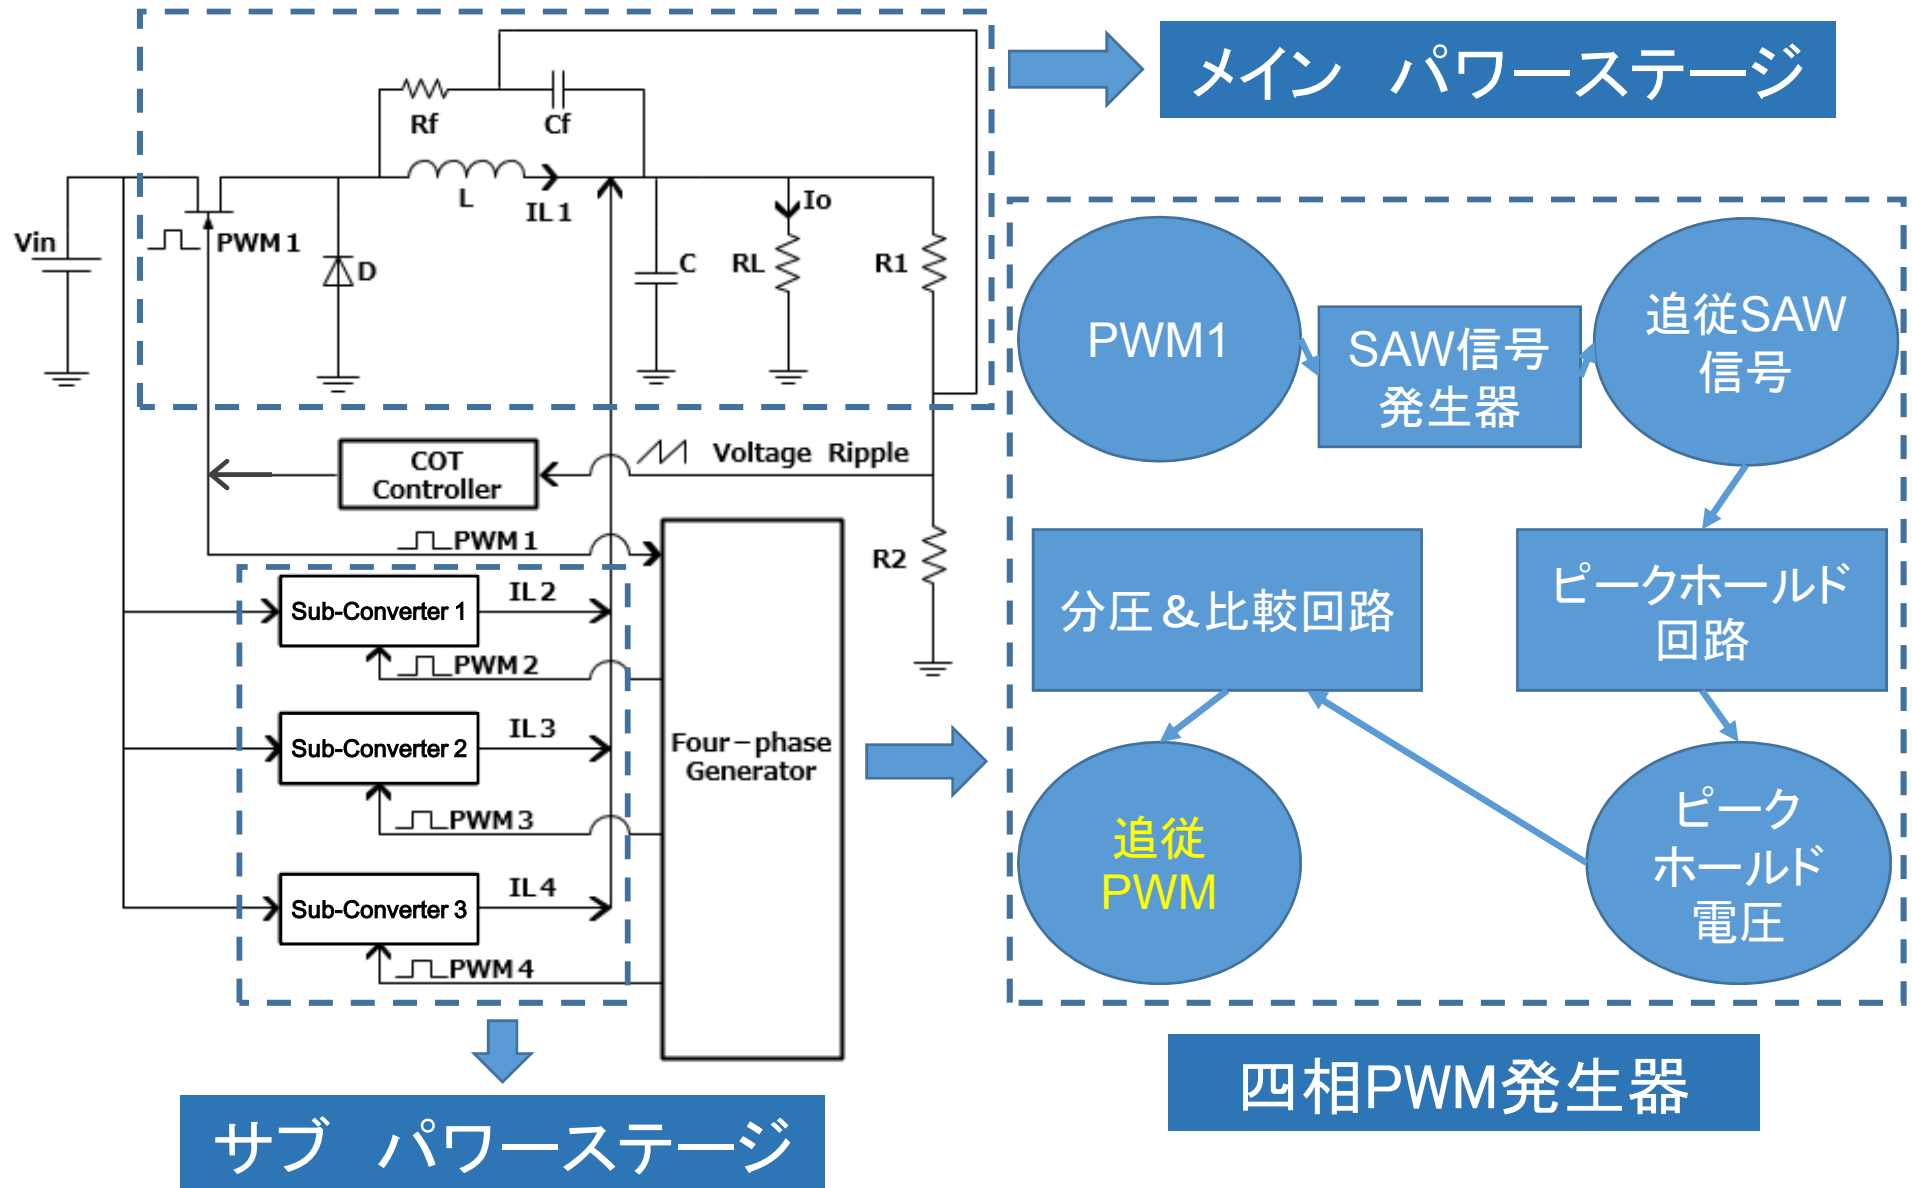 メイン　パワーステージ
Rf
Cf
L
IL1
Io
Vin
PWM1
D
C
RL
R1
COT
Controller
Voltage Ripple
PWM1
R2
Sub-Converter 1
IL2
PWM2
Sub-Converter 2
IL3
PWM3
Sub-Converter 3
IL4
PWM4
Four-phase
Generator
サブ　パワーステージ
PWM1
SAW信号
発生器
追従SAW
信号
分圧＆比較回路
ピークホールド
回路
追従
PWM
ピーク
ホールド
電圧
四相PWM発生器